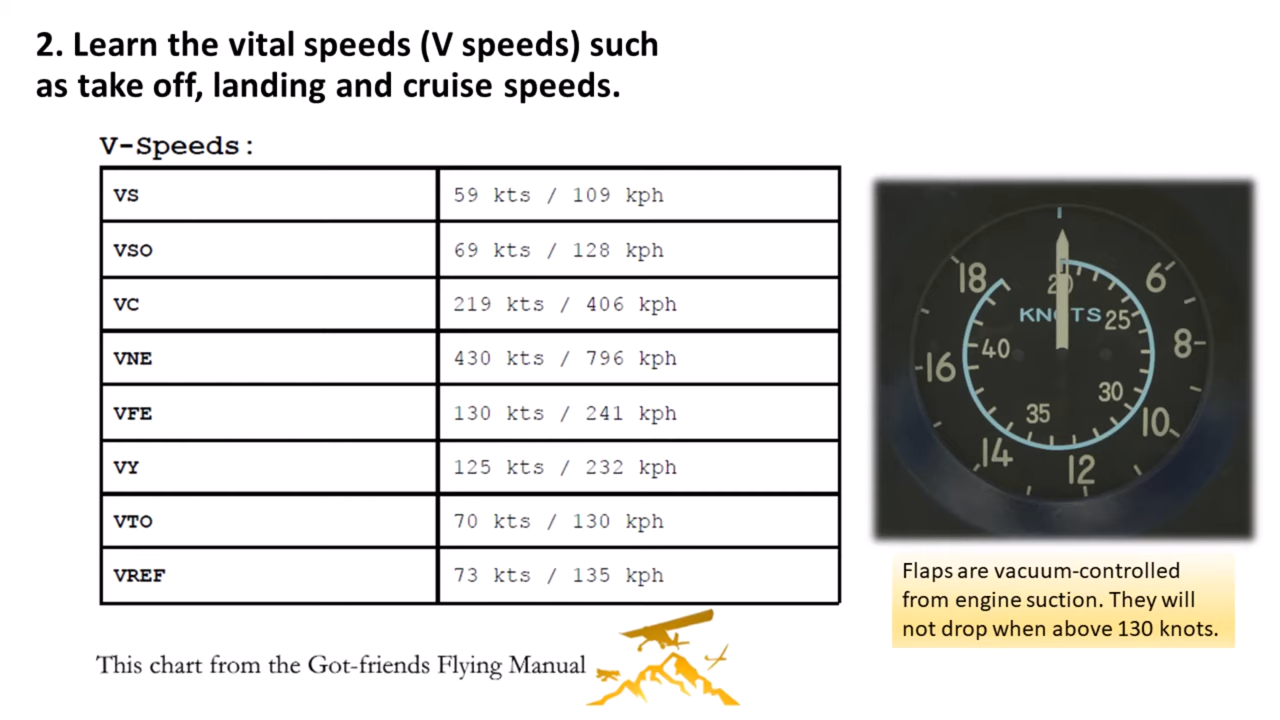 2. Learn the vital speeds (V speeds) such
as take off, landing and cruise speeds.
V-Speeds:
VS 59 kts / 109 kph
VSO 69 kts / 128 kph
VC 219 kts / 406 kph
VNE 430 kts / 796 kph
VFE 130 kts / 241 kph
VY 125 kts / 232 kph
VTO 70 kts / 130 kph
VREF 73 kts / 135 kph
18 20 6
KNOTS 25
8
40
16
30
35 10
14
12
Flaps are vacuum-controlled
from engine suction. They will
not drop when above 130 knots.
This chart from the Got-friends Flying Manual